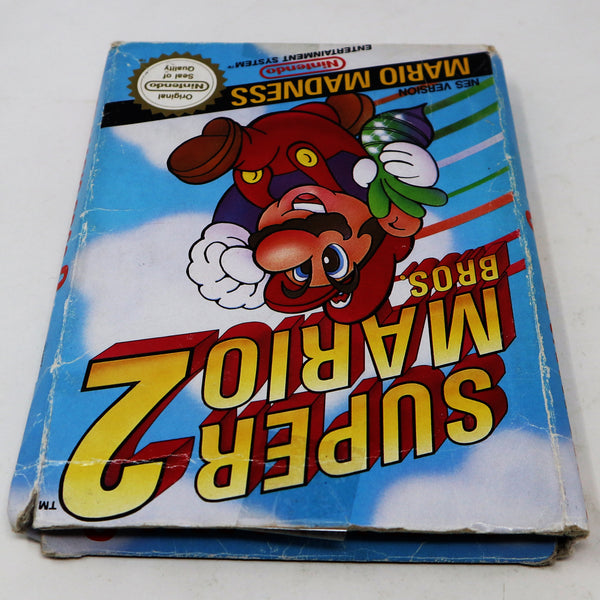 SUPER
MARIO
BROS.
2
TM
NES VERSION
MARIO MADNESS
Nintendo
ENTERTAINMENT SYSTEM™
Original
Nintendo
Seal of
Quality